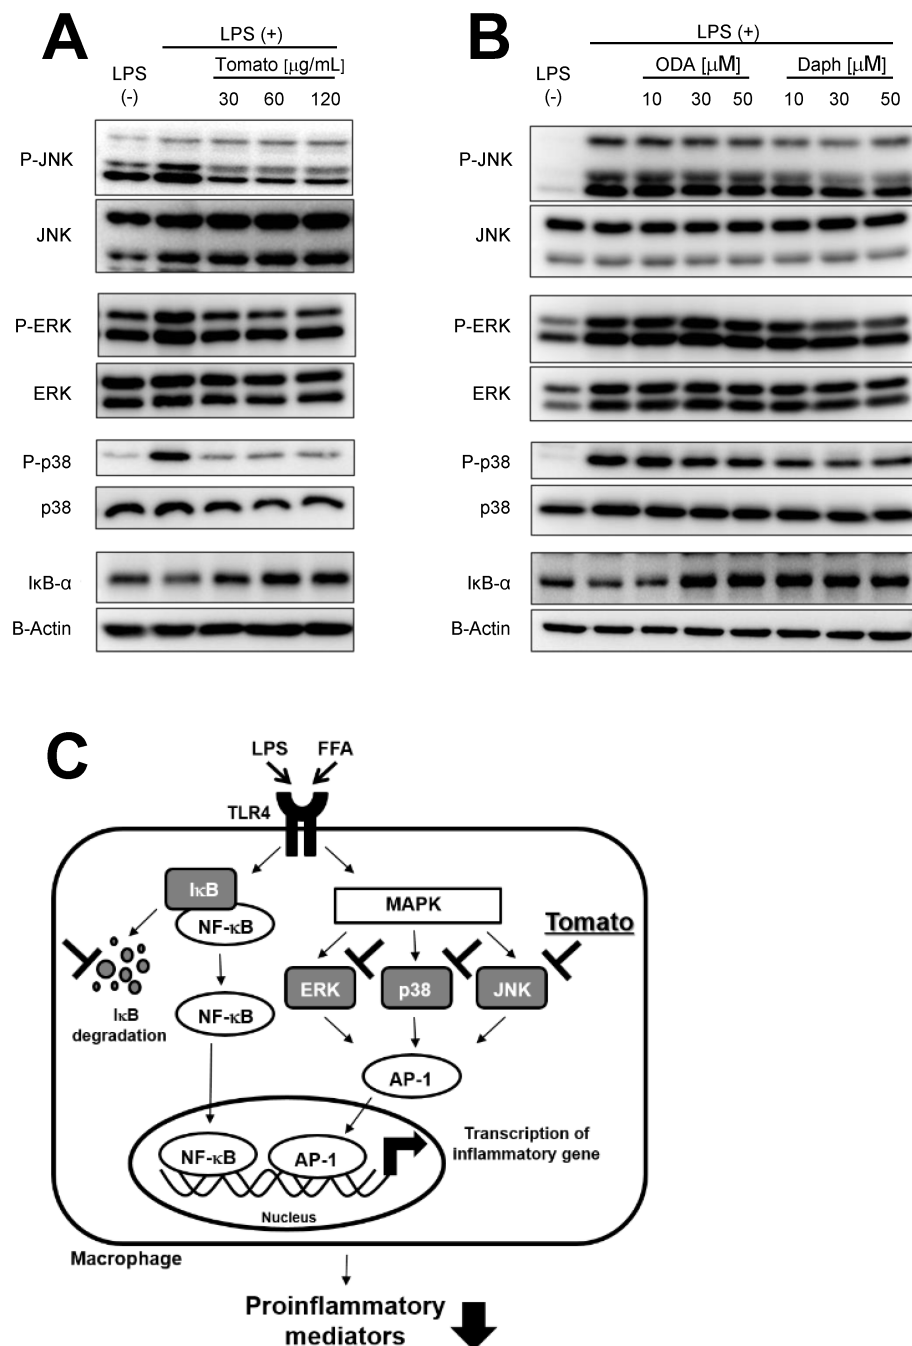 A
LPS (+)
LPS
(-)
Tomato [µg/mL]
30 60 120
P-JNK
JNK
P-ERK
ERK
P-p38
p38
IκB-α
B-Actin
B
LPS (+)
LPS
(-)
ODA [µM] Daph [µM]
10 30 50 10 30 50
P-JNK
JNK
P-ERK
ERK
P-p38
p38
IκB-α
B-Actin
C
LPS FFA
TLR4
IκB
NF-κB
MAPK
Tomato
ERK p38 JNK
NF-κB
IκB
degradation
AP-1
NF-κB AP-1
Transcription of
inflammatory gene
Nucleus
Macrophage
Proinflammatory
mediators